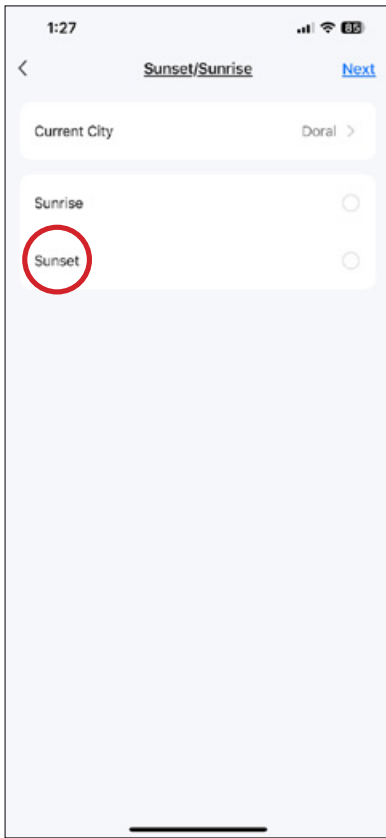 1:27 85
Sunset/Sunrise Next
Current City Doral
Sunrise
Sunset